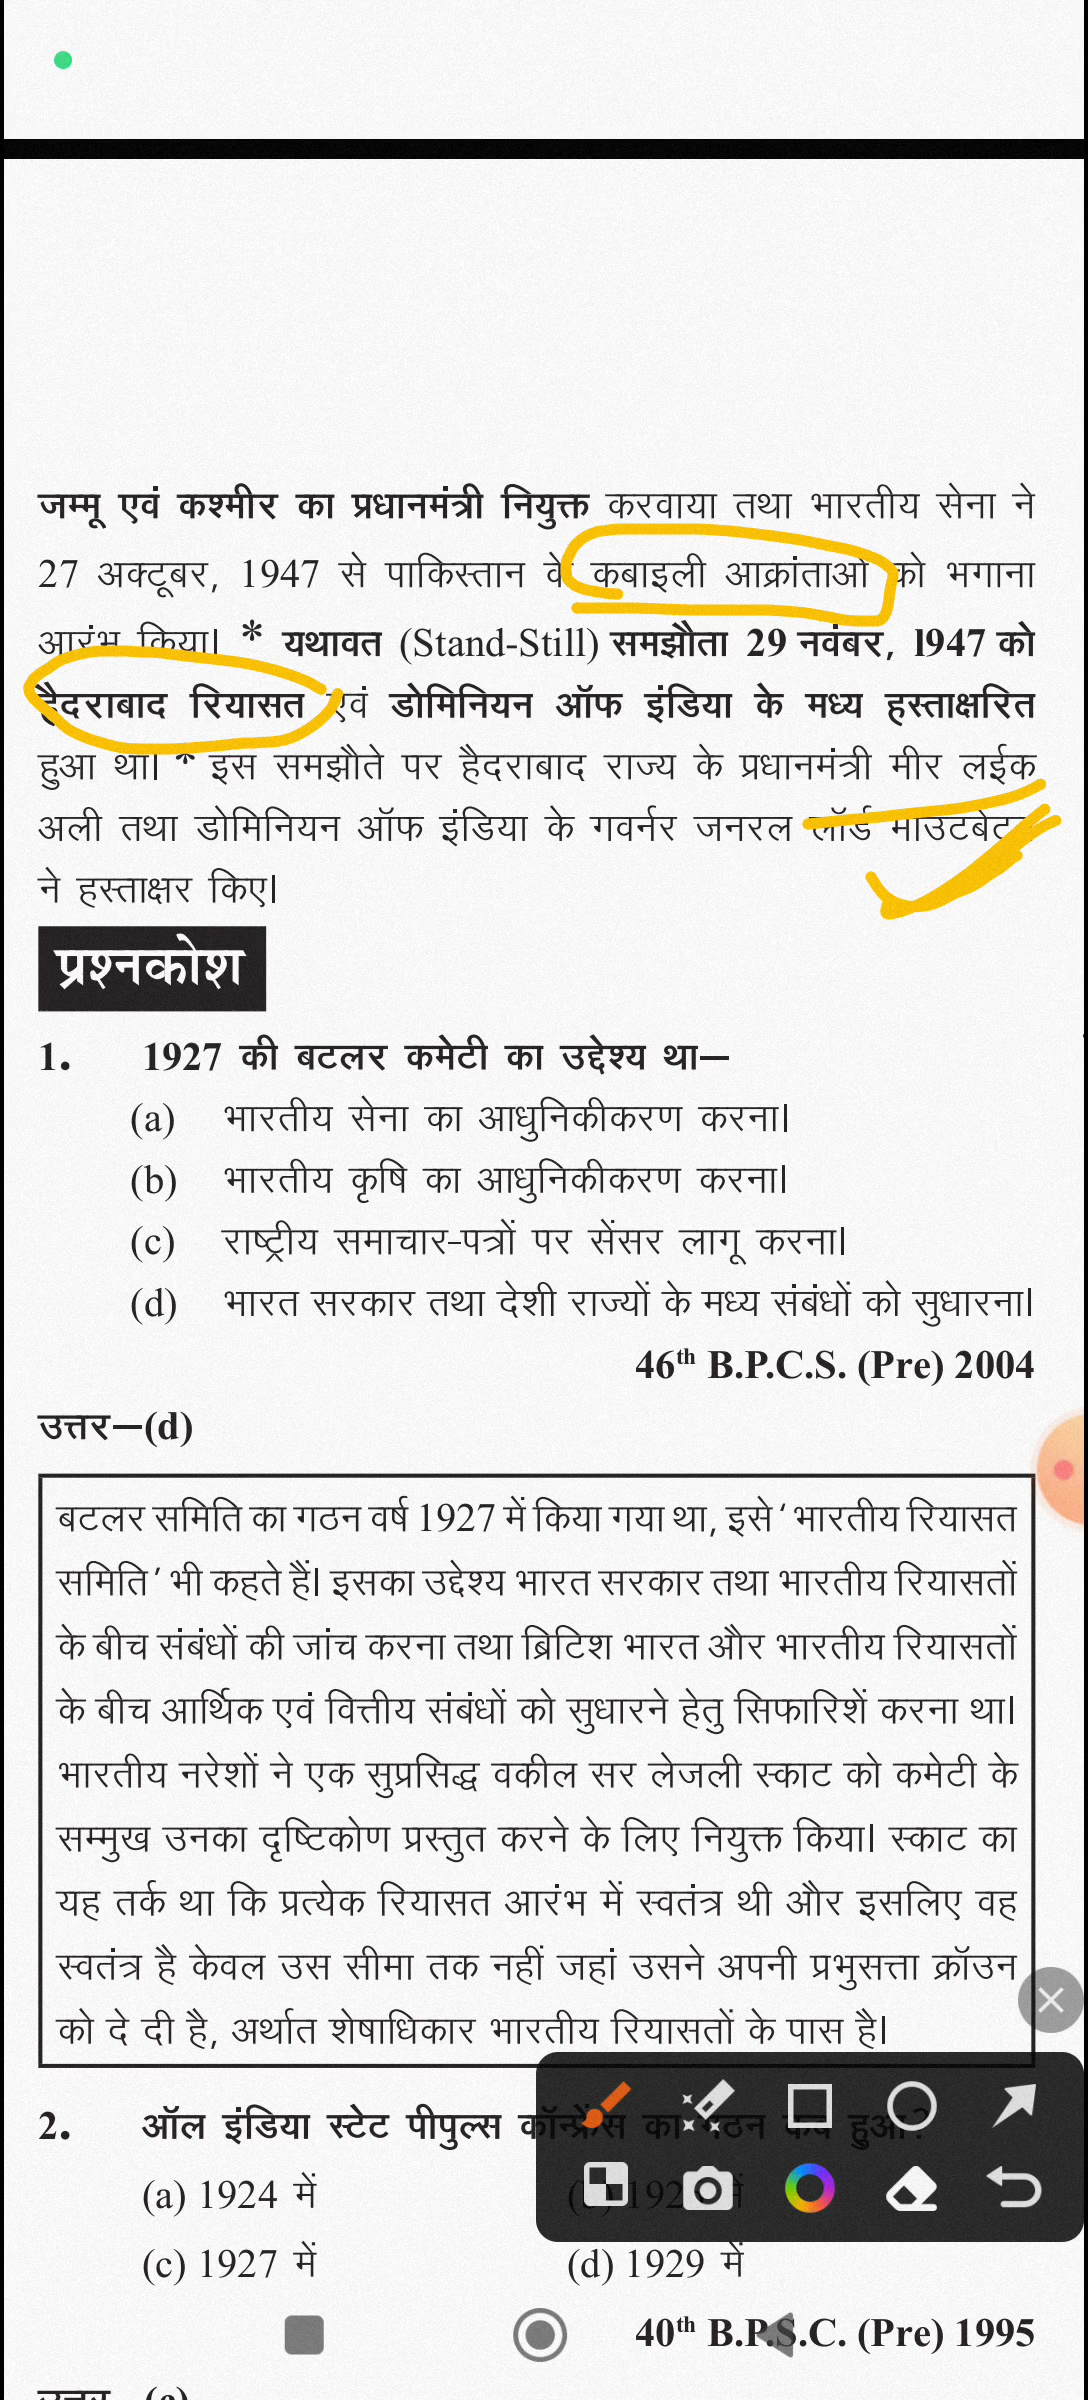 जम्मू एवं कश्मीर का प्रधानमंत्री नियुक्त करवाया तथा भारतीय सेना ने
27 अक्टूबर, 1947 से पाकिस्तान के कबाइली आक्रांताओं को भगाना
आरंभ किया। * यथावत (Stand-Still) समझौता 29 नवंबर, 1947 को
हैदराबाद रियासत एवं डोमिनियन ऑफ इंडिया के मध्य हस्ताक्षरित
हुआ था। * इस समझौते पर हैदराबाद राज्य के प्रधानमंत्री मीर लईक
अली तथा डोमिनियन ऑफ इंडिया के गवर्नर जनरल लॉर्ड माउंटबेटन
ने हस्ताक्षर किए।
प्रश्नकोश
1. 1927 की बटलर कमेटी का उद्देश्य था—
(a) भारतीय सेना का आधुनिकीकरण करना।
(b) भारतीय कृषि का आधुनिकीकरण करना।
(c) राष्ट्रीय समाचार-पत्रों पर सेंसर लागू करना।
(d) भारत सरकार तथा देशी राज्यों के मध्य संबंधों को सुधारना।
46th B.P.C.S. (Pre) 2004
उत्तर—(d)
बटलर समिति का गठन वर्ष 1927 में किया गया था, इसे ‘भारतीय रियासत
समिति’ भी कहते हैं। इसका उद्देश्य भारत सरकार तथा भारतीय रियासतों
के बीच संबंधों की जांच करना तथा ब्रिटिश भारत और भारतीय रियासतों
के बीच आर्थिक एवं वित्तीय संबंधों को सुधारने हेतु सिफारिशें करना था।
भारतीय नरेशों ने एक सुप्रसिद्ध वकील सर लेजली स्काट को कमेटी के
सम्मुख उनका दृष्टिकोण प्रस्तुत करने के लिए नियुक्त किया। स्काट का
यह तर्क था कि प्रत्येक रियासत आरंभ में स्वतंत्र थी और इसलिए वह
स्वतंत्र है केवल उस सीमा तक नहीं जहां उसने अपनी प्रभुसत्ता क्रॉउन
को दे दी है, अर्थात शेषाधिकार भारतीय रियासतों के पास है।
2. ऑल इंडिया स्टेट पीपुल्स कॉन्फ्रेंस का गठन कब हुआ?
(a) 1924 में (b) में
(c) 1927 में (d) 1929 में
40th B.P.S.C. (Pre) 1995
उत्तर—(c)